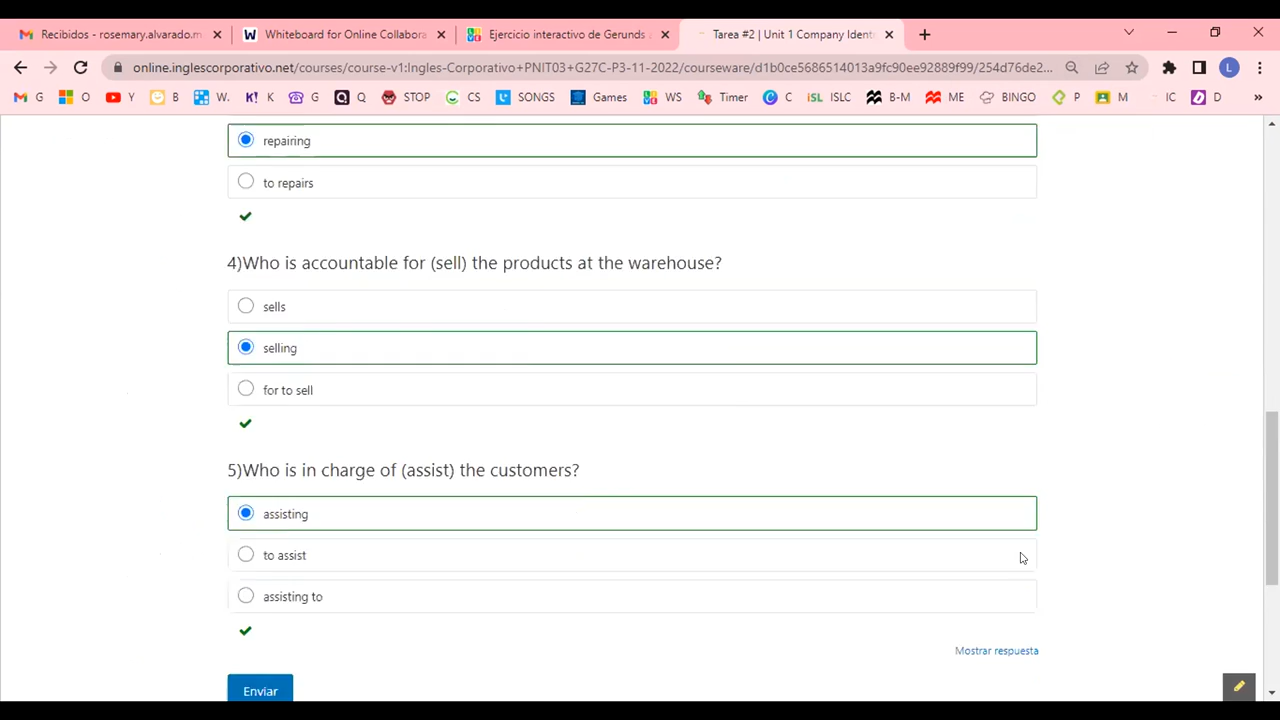 Recibidos - rosemary.alvarado.m
Whiteboard for Online Collabora
Ejercicio interactivo de Gerunds a
Tarea #2 | Unit 1 Company Ident
online.inglescorporativo.net/courses/course-v1:Ingles-Corporativo+PNIT03+G27C-P3-11-2022/courseware/d1b0ce5686514013a9fc90ee92889f99/254d76de2...
L
G
O
Y
B
W.
K
G
Q
STOP
CS
SONGS
Games
WS
Timer
C
ISLC
B-M
ME
BINGO
P
M
IC
D
»
repairing
to repairs
4)Who is accountable for (sell) the products at the warehouse?
sells
selling
for to sell
5)Who is in charge of (assist) the customers?
assisting
to assist
assisting to
Mostrar respuesta
Enviar